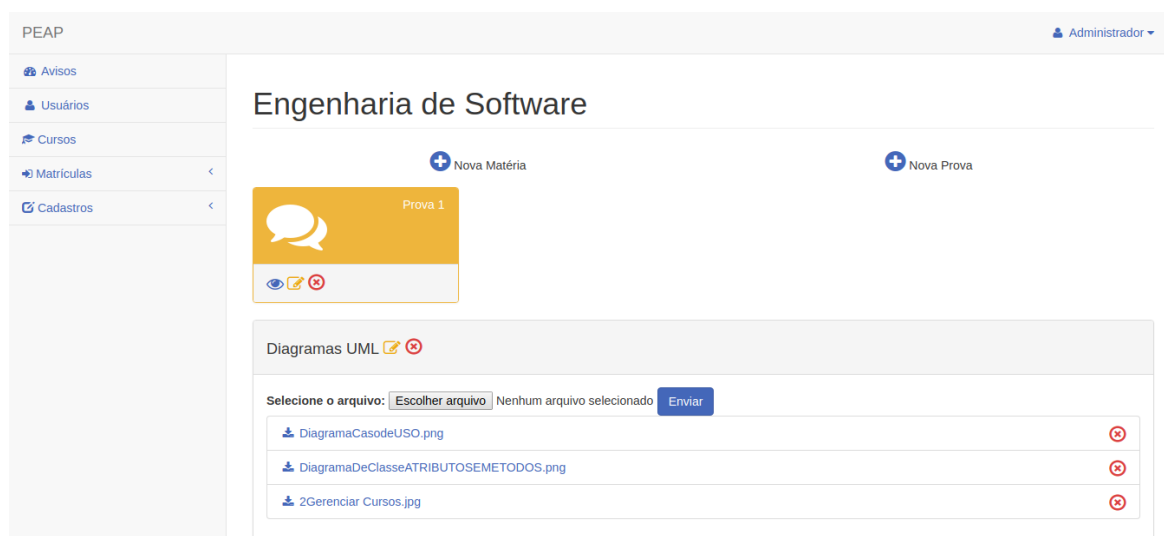 PEAP
Administrador
Avisos
Usuários
Cursos
Matrículas
Cadastros
Engenharia de Software
Nova Matéria
Nova Prova
Prova 1
Diagramas UML
Selecione o arquivo: Escolher arquivo Nenhum arquivo selecionado Enviar
DiagramaCasodeUSO.png
DiagramaDeClasseATRIBUTOSEMETODOS.png
2Gerenciar Cursos.jpg